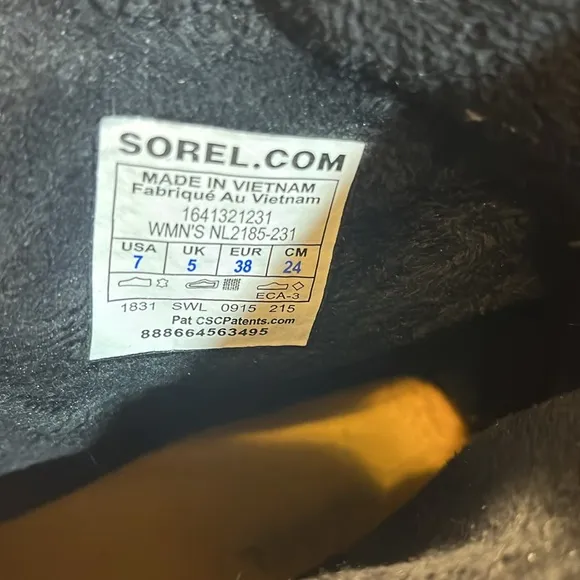 SOREL.COM
MADE IN VIETNAM
Fabriqué Au Vietnam
1641321231
WMN'S NL2185-231
USA UK EUR CM
7 5 38 24
ECA-3
1831 SWL 0915 215
Pat CSCPatents.com
888664563495